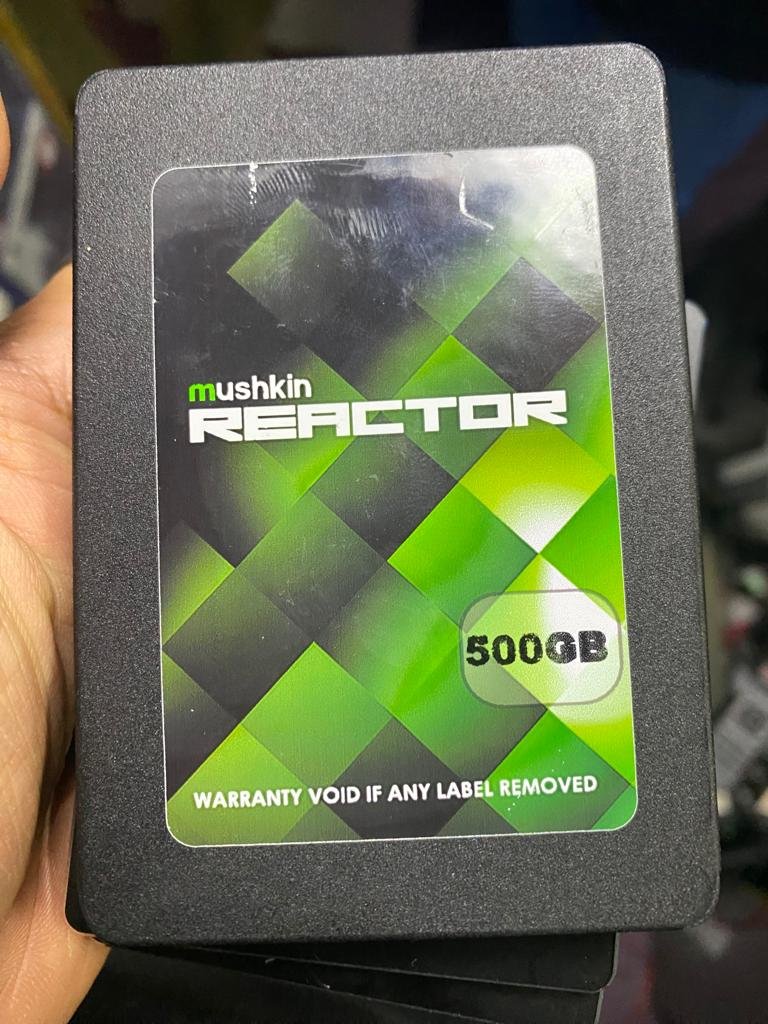 mushkin
REACTOR
500GB
WARRANTY VOID IF ANY LABEL REMOVED